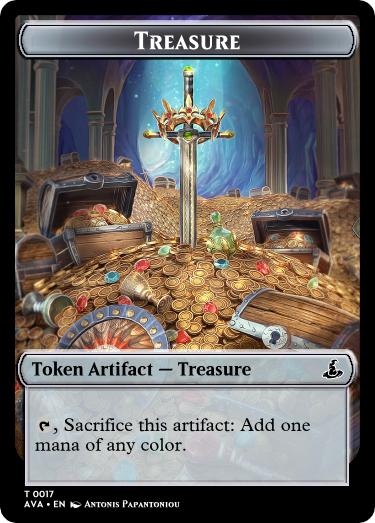 Treasure
Token Artifact — Treasure
, Sacrifice this artifact: Add one
mana of any color.
T 0017
AVA • EN Antonis Papantoniou